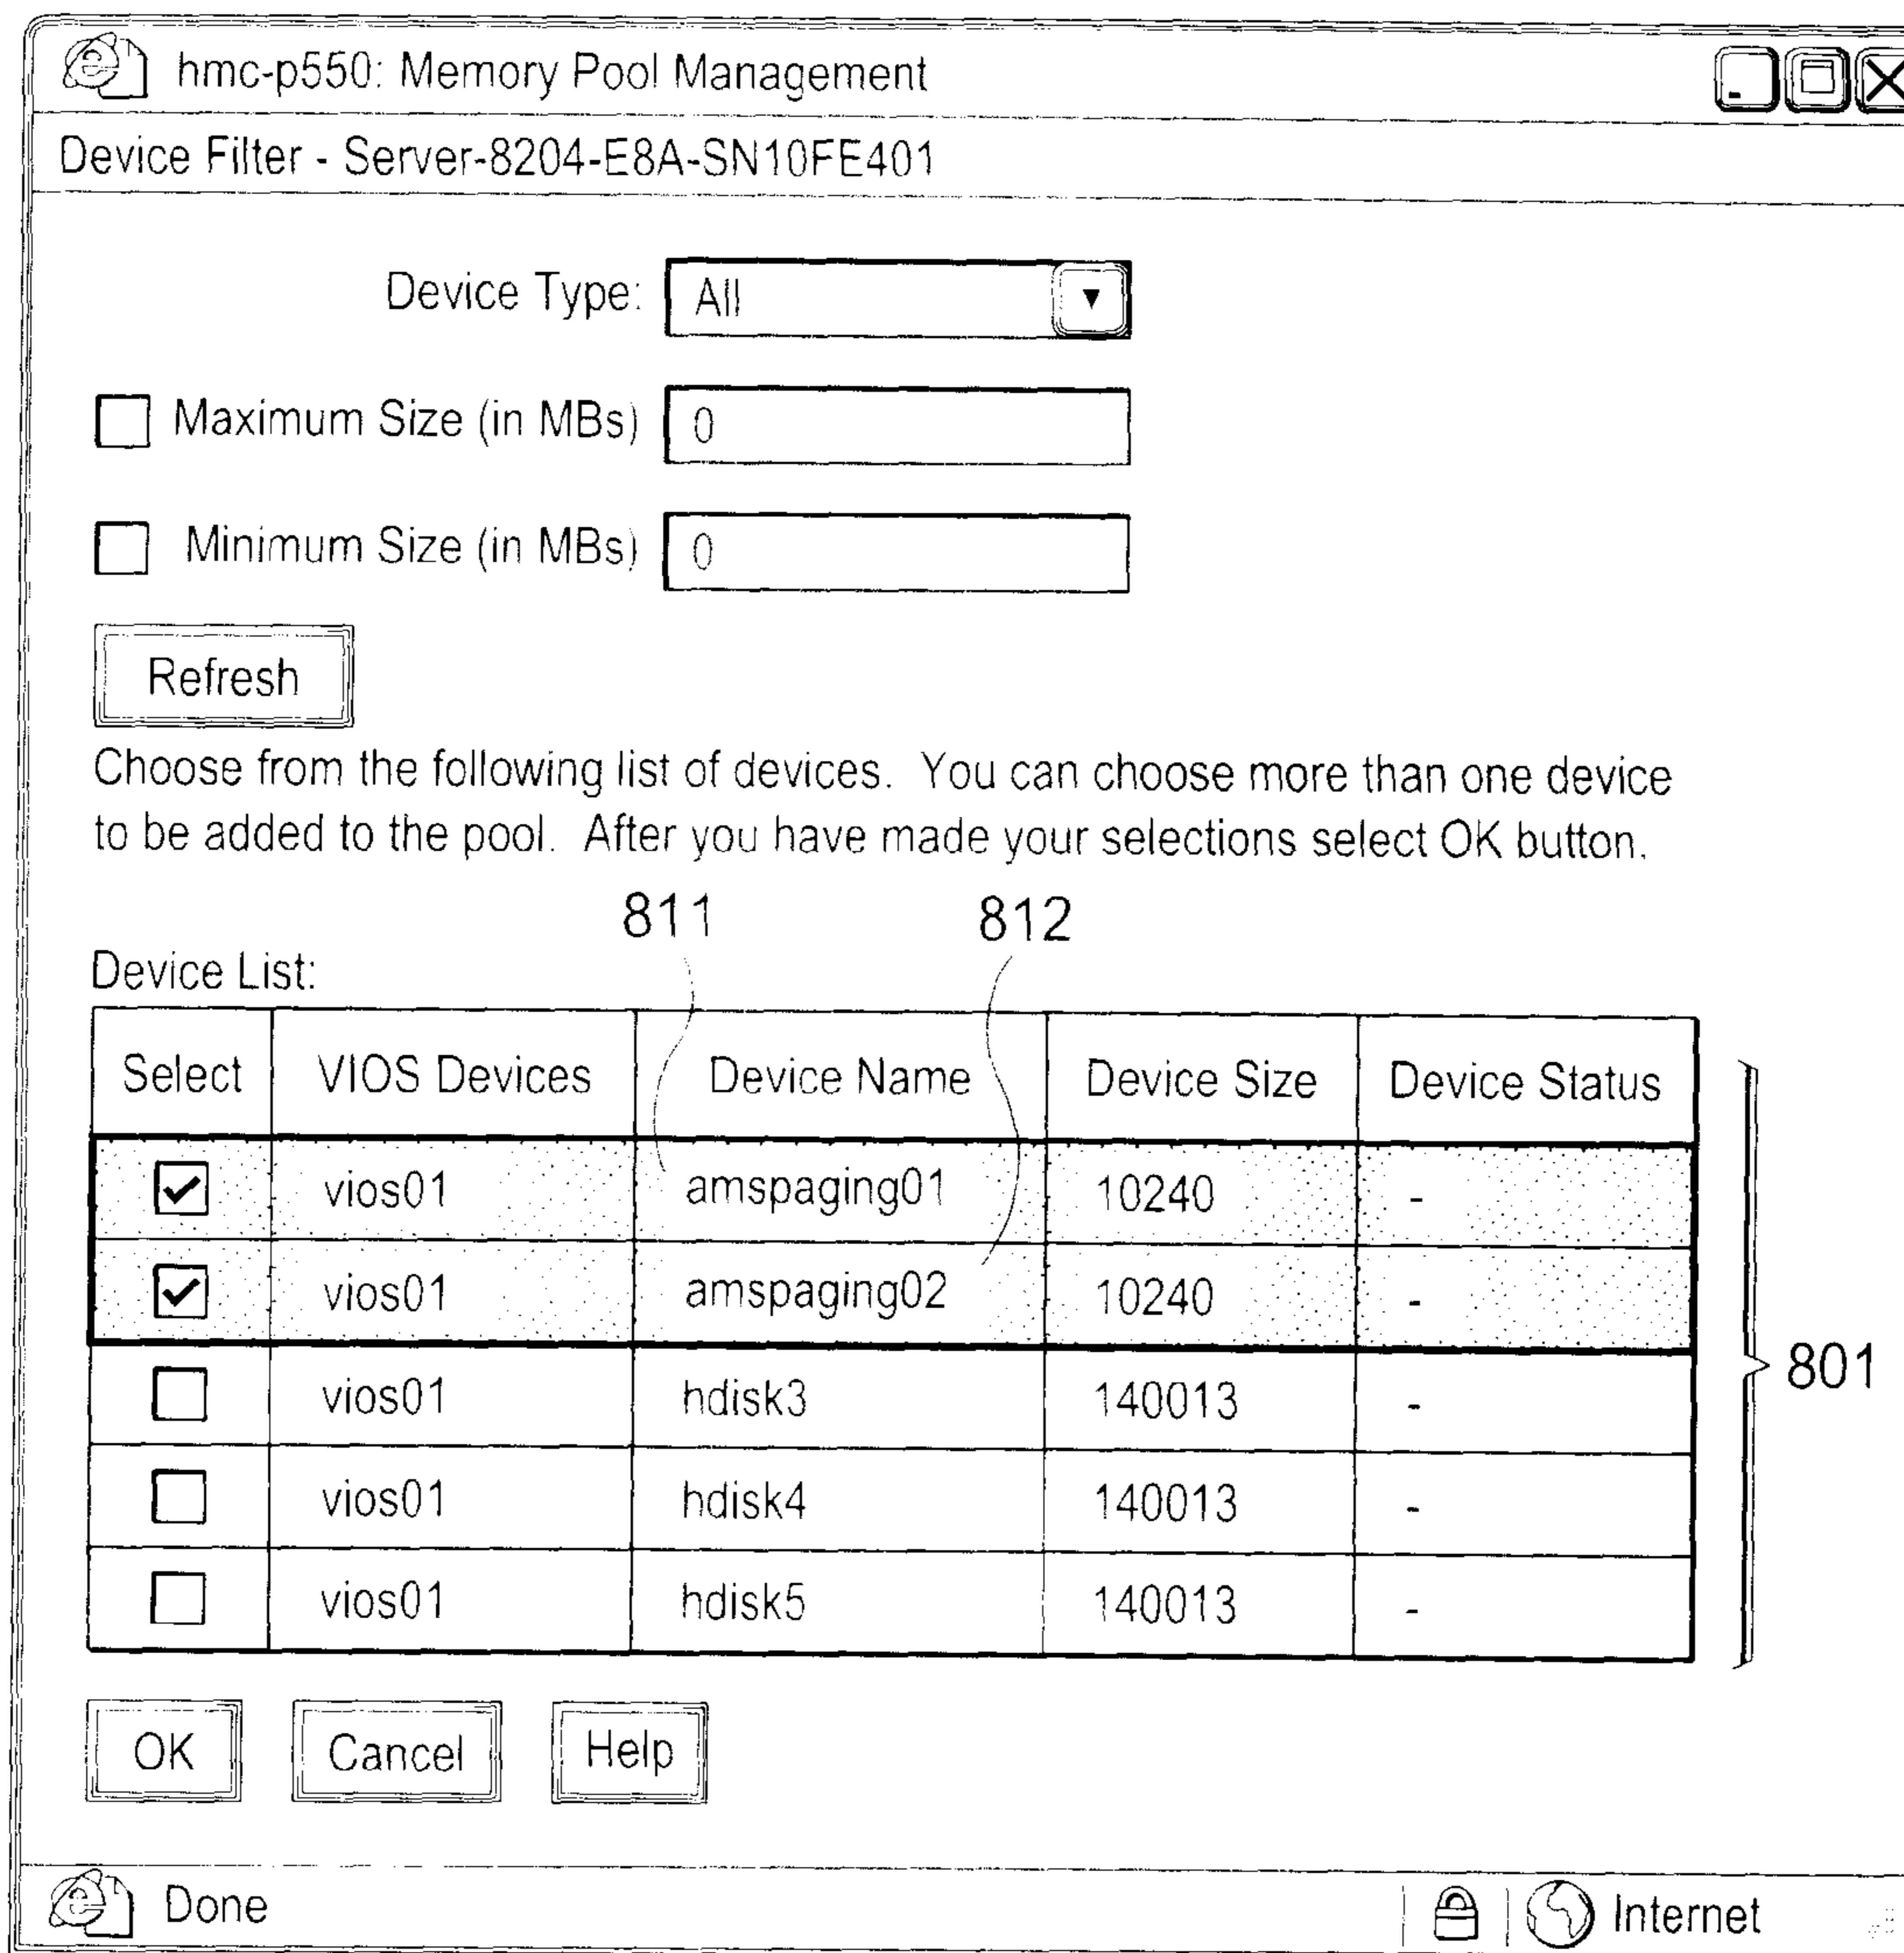 hmc-p550: Memory Pool Management
Device Filter - Server-8204-E8A-SN10FE401
Device Type: All
Maximum Size (in MBs) 0
Minimum Size (in MBs) 0
Refresh
Choose from the following list of devices. You can choose more than one device
to be added to the pool. After you have made your selections select OK button.
811 812
Device List:
Select VIOS Devices Device Name Device Size Device Status
vios01 amspaging01 10240 -
vios01 amspaging02 10240 -
801
vios01 hdisk3 140013 -
vios01 hdisk4 140013 -
vios01 hdisk5 140013 -
OK Cancel Help
Done Internet